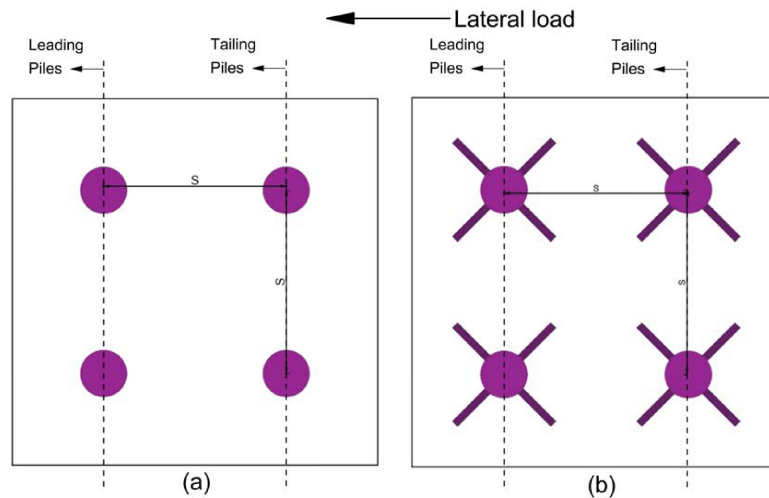 Lateral load
Leading
Piles
Tailing
Piles
Leading
Piles
Tailing
Piles
S
S
S
S
(a)
(b)